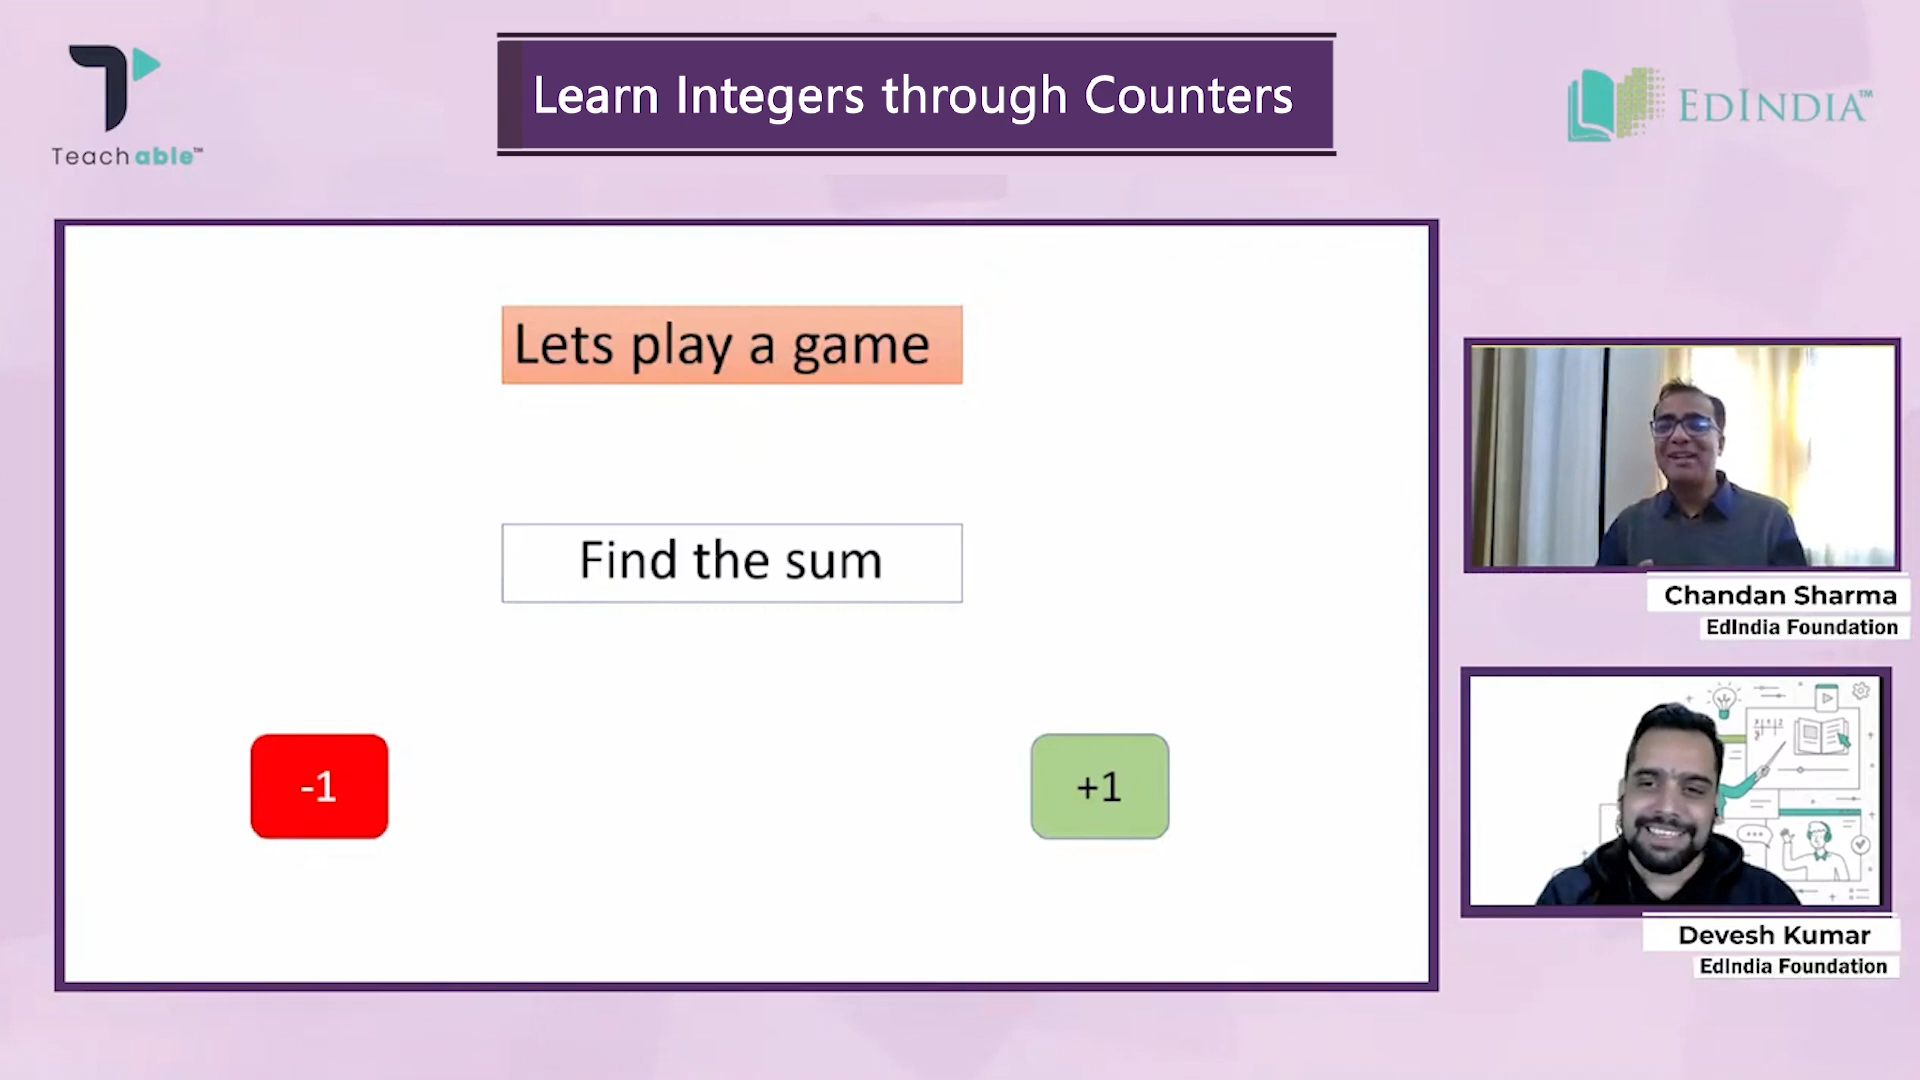 Teachable™
Learn Integers through Counters
EDINDIA™
Lets play a game
Find the sum
-1
+1
Chandan Sharma
EdIndia Foundation
Devesh Kumar
EdIndia Foundation